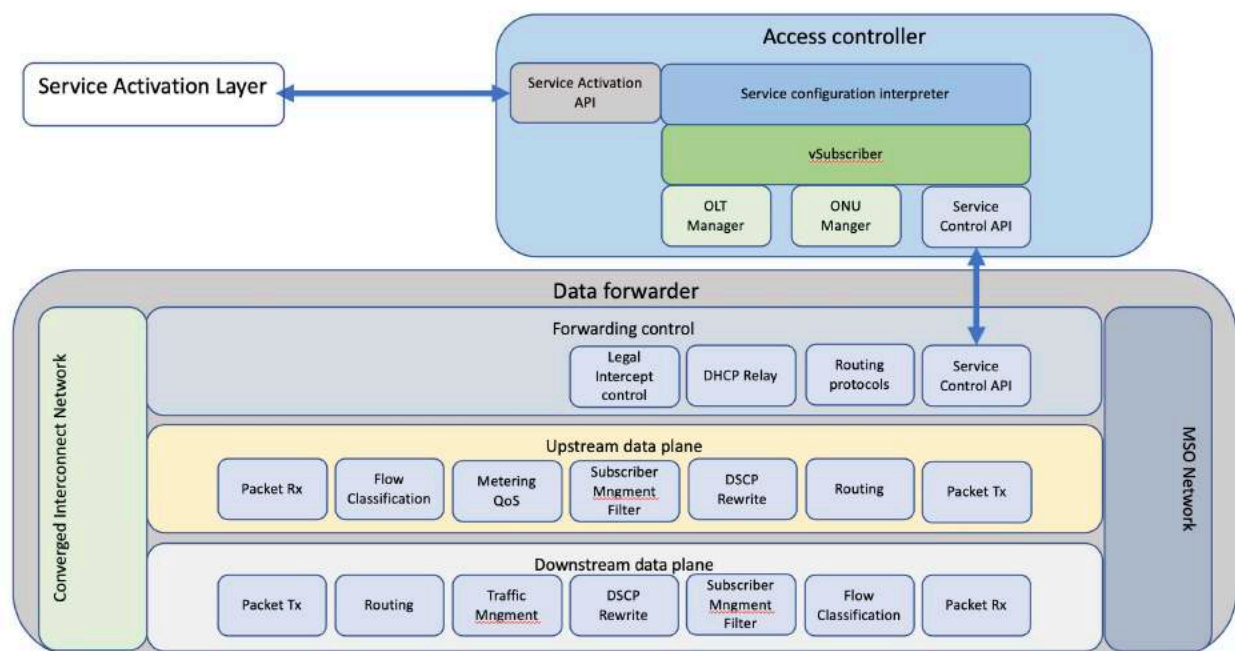 Access controller
Service Activation Layer
Service Activation
API
Service configuration interpreter
vSubscriber
OLT
Manager
ONU
Manger
Service
Control API
Data forwarder
Converged Interconnect Network
Forwarding control
Legal
Intercept
control
DHCP Relay
Routing
protocols
Service
Control API
MSO Network
Upstream data plane
Packet Rx
Flow
Classification
Metering
QoS
Subscriber
Mngment
Filter
DSCP
Rewrite
Routing
Packet Tx
Downstream data plane
Packet Tx
Routing
Traffic
Mngment
DSCP
Rewrite
Subscriber
Mngment
Filter
Flow
Classification
Packet Rx